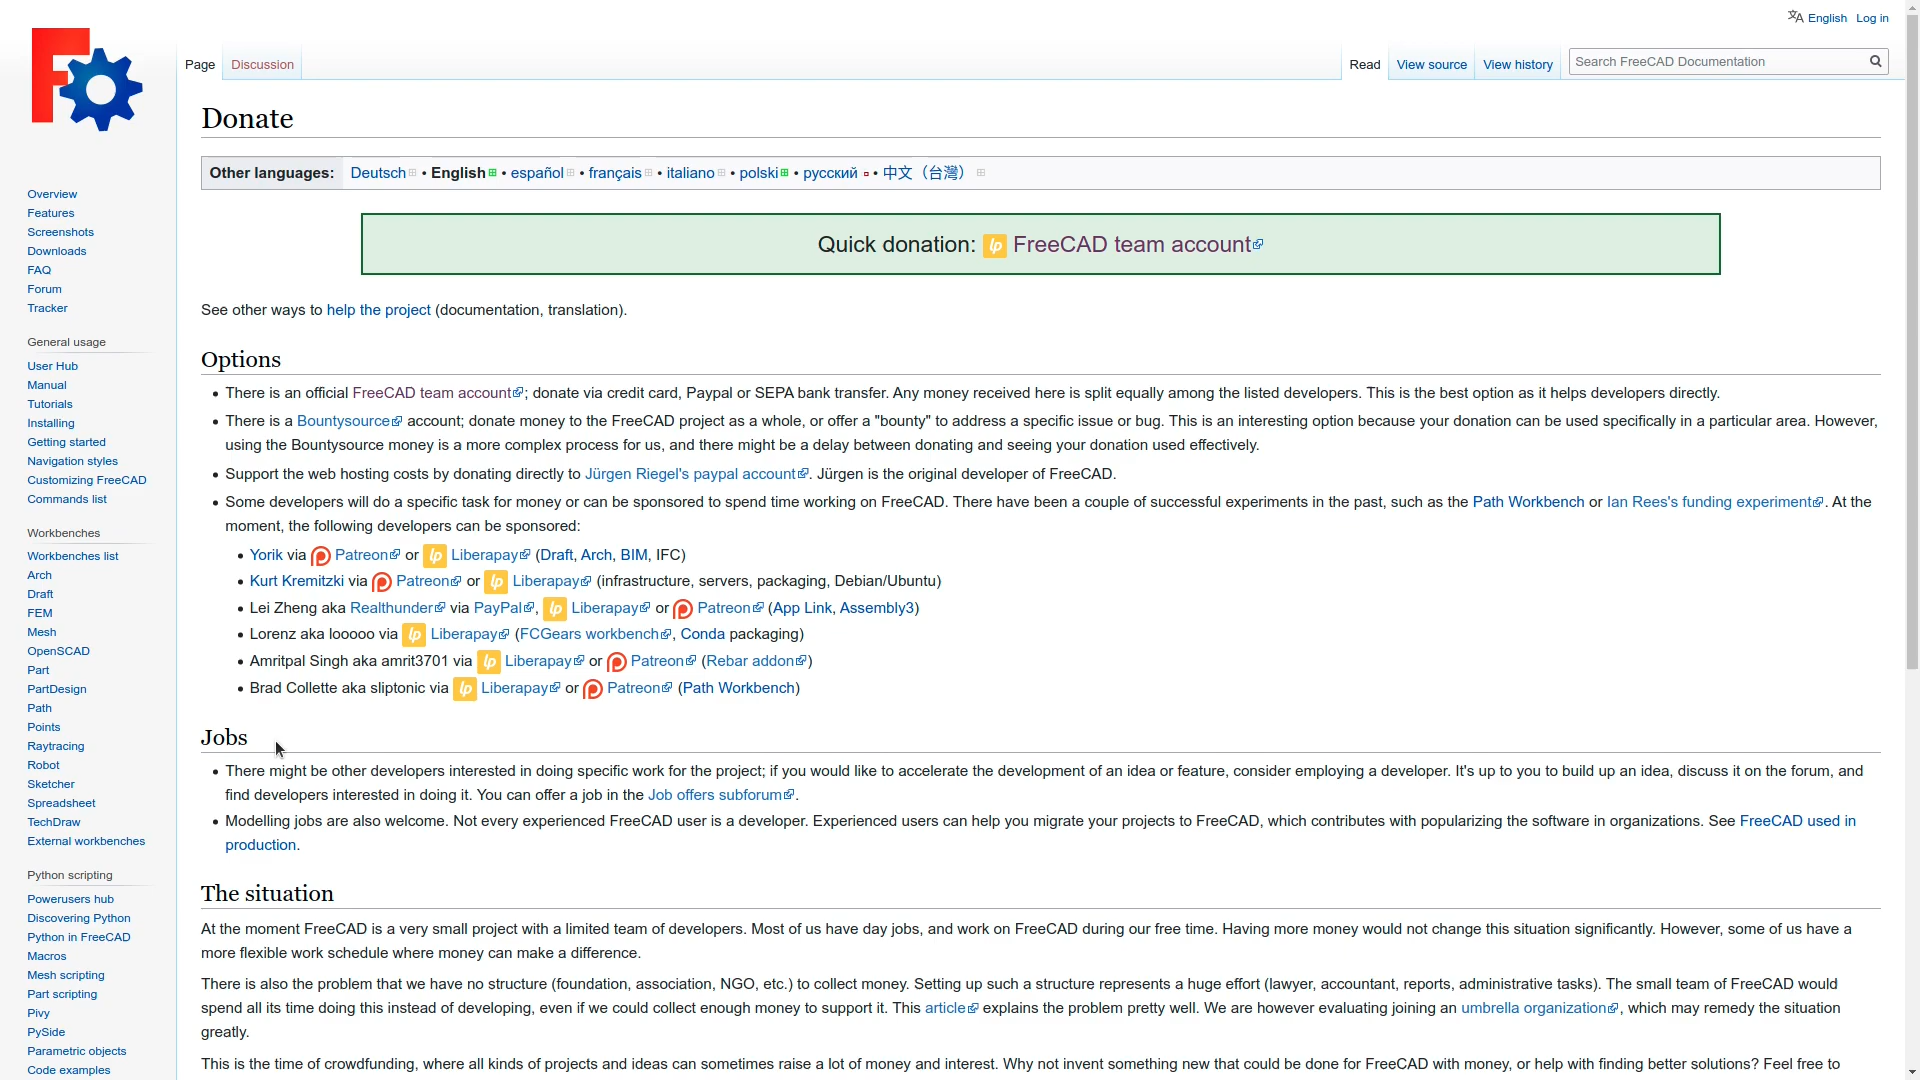 English Log in
Page Discussion Read View source View history Search FreeCAD Documentation
Donate
Other languages: Deutsch • English • español • français • italiano • polski • русский • 中文（台灣）
Quick donation: lp FreeCAD team account
See other ways to help the project (documentation, translation).
Options
There is an official FreeCAD team account; donate via credit card, Paypal or SEPA bank transfer. Any money received here is split equally among the listed developers. This is the best option as it helps developers directly.
There is a Bountysource account; donate money to the FreeCAD project as a whole, or offer a "bounty" to address a specific issue or bug. This is an interesting option because your donation can be used specifically in a particular area. However,
using the Bountysource money is a more complex process for us, and there might be a delay between donating and seeing your donation used effectively.
Support the web hosting costs by donating directly to Jürgen Riegel's paypal account. Jürgen is the original developer of FreeCAD.
Some developers will do a specific task for money or can be sponsored to spend time working on FreeCAD. There have been a couple of successful experiments in the past, such as the Path Workbench or Ian Rees's funding experiment. At the
moment, the following developers can be sponsored:
Yorik via Patreon or lp Liberapay (Draft, Arch, BIM, IFC)
Kurt Kremitzki via Patreon or lp Liberapay (infrastructure, servers, packaging, Debian/Ubuntu)
Lei Zheng aka Realthunder via PayPal, lp Liberapay or Patreon (App Link, Assembly3)
Lorenz aka looooo via lp Liberapay (FCGears workbench, Conda packaging)
Amritpal Singh aka amrit3701 via lp Liberapay or Patreon (Rebar addon)
Brad Collette aka sliptonic via lp Liberapay or Patreon (Path Workbench)
Jobs
There might be other developers interested in doing specific work for the project; if you would like to accelerate the development of an idea or feature, consider employing a developer. It's up to you to build up an idea, discuss it on the forum, and
find developers interested in doing it. You can offer a job in the Job offers subforum.
Modelling jobs are also welcome. Not every experienced FreeCAD user is a developer. Experienced users can help you migrate your projects to FreeCAD, which contributes with popularizing the software in organizations. See FreeCAD used in
production.
The situation
At the moment FreeCAD is a very small project with a limited team of developers. Most of us have day jobs, and work on FreeCAD during our free time. Having more money would not change this situation significantly. However, some of us have a
more flexible work schedule where money can make a difference.
There is also the problem that we have no structure (foundation, association, NGO, etc.) to collect money. Setting up such a structure represents a huge effort (lawyer, accountant, reports, administrative tasks). The small team of FreeCAD would
spend all its time doing this instead of developing, even if we could collect enough money to support it. This article explains the problem pretty well. We are however evaluating joining an umbrella organization, which may remedy the situation
greatly.
This is the time of crowdfunding, where all kinds of projects and ideas can sometimes raise a lot of money and interest. Why not invent something new that could be done for FreeCAD with money, or help with finding better solutions? Feel free to
Overview
Features
Screenshots
Downloads
FAQ
Forum
Tracker
General usage
User Hub
Manual
Tutorials
Installing
Getting started
Navigation styles
Customizing FreeCAD
Commands list
Workbenches
Workbenches list
Arch
Draft
FEM
Mesh
OpenSCAD
Part
PartDesign
Path
Points
Raytracing
Robot
Sketcher
Spreadsheet
TechDraw
External workbenches
Python scripting
Powerusers hub
Discovering Python
Python in FreeCAD
Macros
Mesh scripting
Part scripting
Pivy
PySide
Parametric objects
Code examples